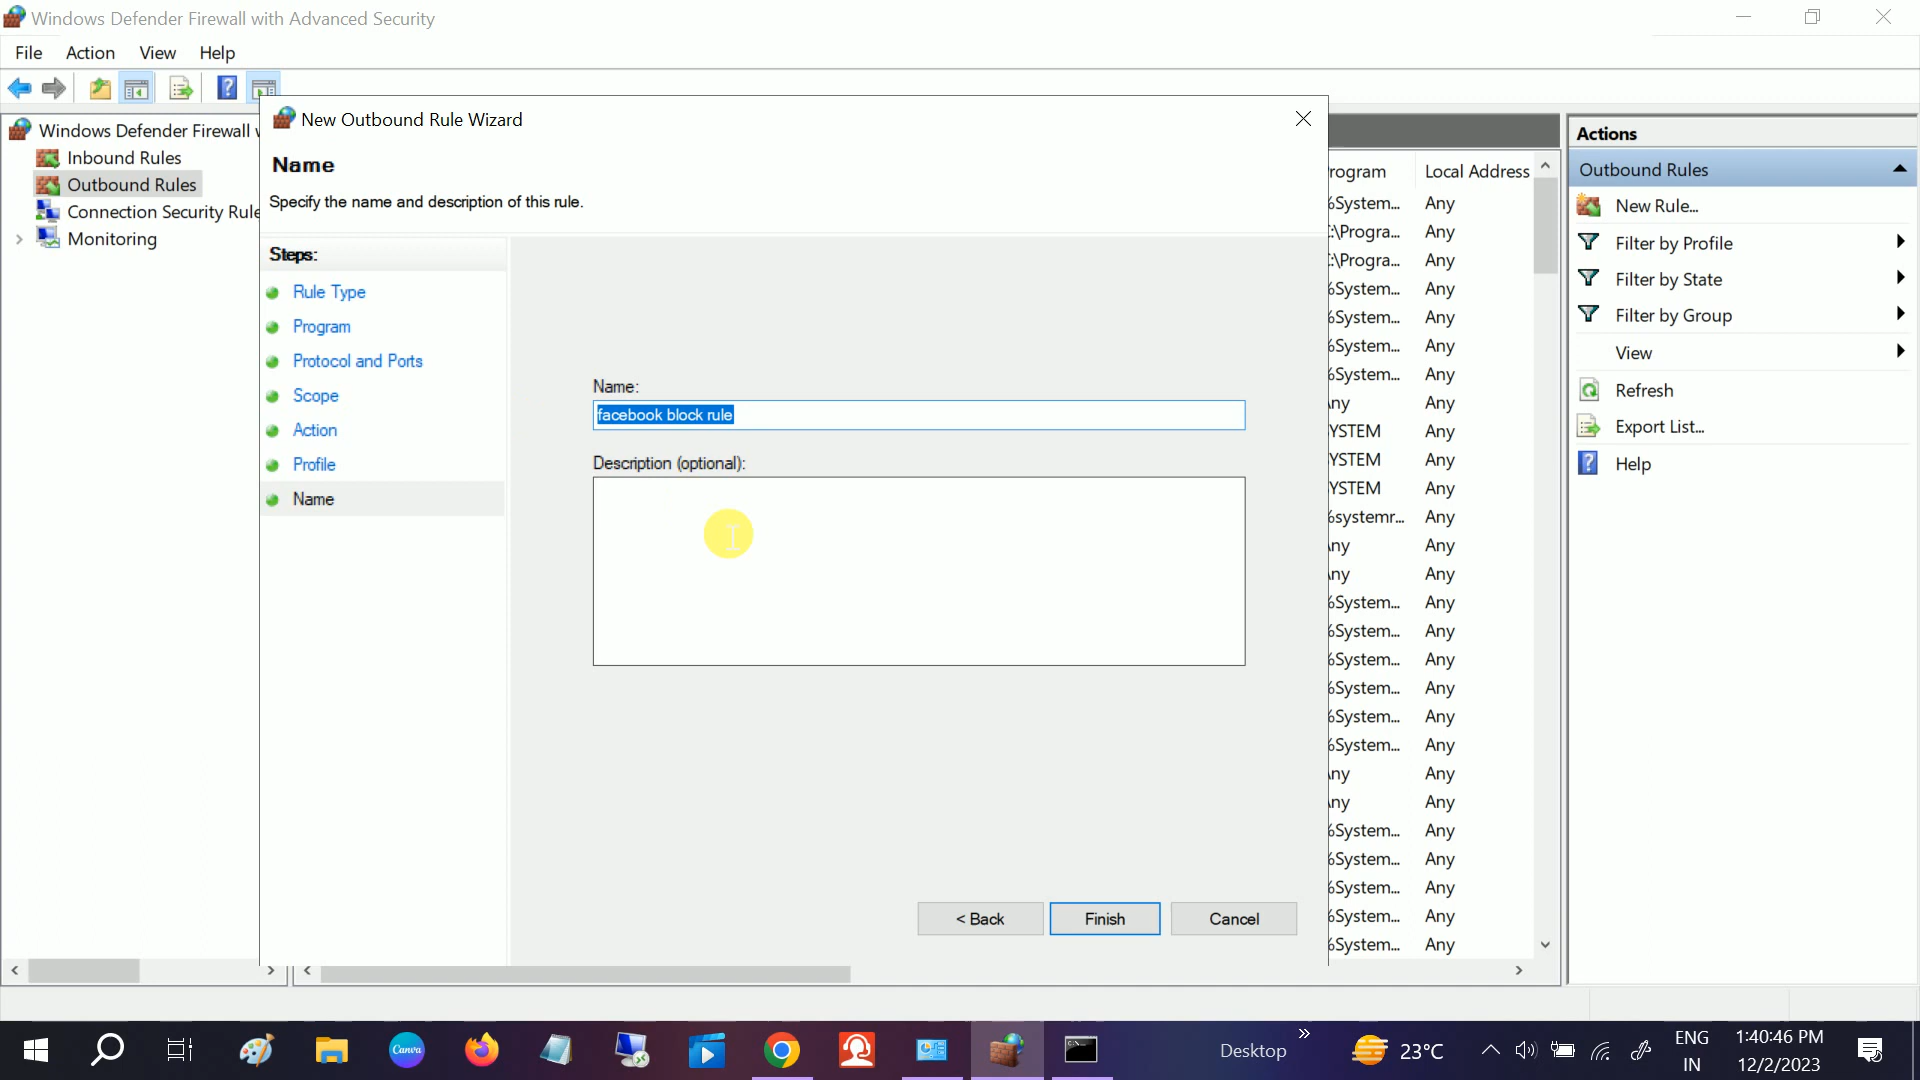 Windows Defender Firewall with Advanced Security
File Action View Help
Windows Defender Firewall
Inbound Rules
Outbound Rules
Connection Security Rule
Monitoring
New Outbound Rule Wizard
Name
Specify the name and description of this rule.
Steps:
Rule Type
Program
Protocol and Ports
Scope
Action
Profile
Name
Name:
facebook block rule
Description (optional):
< Back Finish Cancel
rogram Local Address
%System... Any
:\Progra... Any
:\Progra... Any
%System... Any
%System... Any
%System... Any
%System... Any
ny Any
YSTEM Any
YSTEM Any
YSTEM Any
%systemr... Any
ny Any
ny Any
%System... Any
%System... Any
%System... Any
%System... Any
%System... Any
%System... Any
ny Any
ny Any
%System... Any
%System... Any
%System... Any
%System... Any
%System... Any
Actions
Outbound Rules
New Rule...
Filter by Profile
Filter by State
Filter by Group
View
Refresh
Export List...
Help
Canva
Desktop
23°C
ENG
IN
1:40:46 PM
12/2/2023